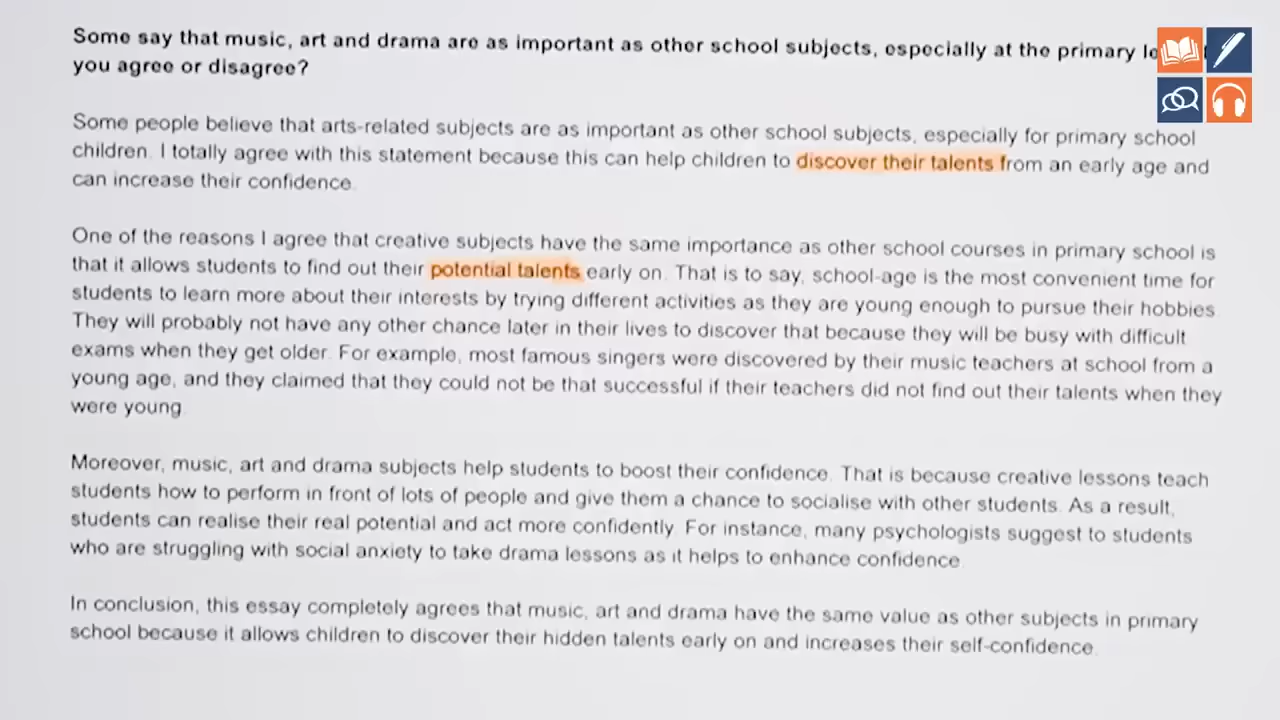 Some say that music, art and drama are as important as other school subjects, especially at the primary
you agree or disagree?
Some people believe that arts-related subjects are as important as other school subjects, especially for primary school
children. I totally agree with this statement because this can help children to discover their talents from an early age and
can increase their confidence.
One of the reasons I agree that creative subjects have the same importance as other school courses in primary school is
that it allows students to find out their potential talents early on. That is to say, school-age is the most convenient time for
students to learn more about their interests by trying different activities as they are young enough to pursue their hobbies.
They will probably not have any other chance later in their lives to discover that because they will be busy with difficult
exams when they get older. For example, most famous singers were discovered by their music teachers at school from a
young age, and they claimed that they could not be that successful if their teachers did not find out their talents when they
were young.
Moreover, music, art and drama subjects help students to boost their confidence. That is because creative lessons teach
students how to perform in front of lots of people and give them a chance to socialise with other students. As a result,
students can realise their real potential and act more confidently. For instance, many psychologists suggest to students
who are struggling with social anxiety to take drama lessons as it helps to enhance confidence.
In conclusion, this essay completely agrees that music, art and drama have the same value as other subjects in primary
school because it allows children to discover their hidden talents early on and increases their self-confidence.